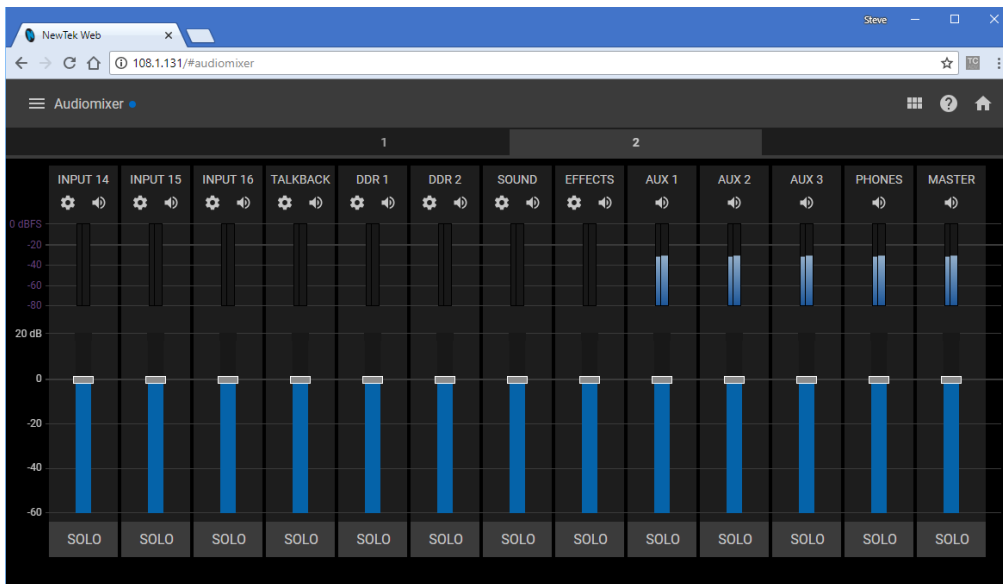 Steve
NewTek Web
108.1.131/#audiomixer
TC
Audiomixer
1 2
INPUT 14 INPUT 15 INPUT 16 TALKBACK DDR 1 DDR 2 SOUND EFFECTS AUX 1 AUX 2 AUX 3 PHONES MASTER
0 dBFS
-20
-40
-60
-80
20 dB
0
-20
-40
-60
SOLO SOLO SOLO SOLO SOLO SOLO SOLO SOLO SOLO SOLO SOLO SOLO SOLO